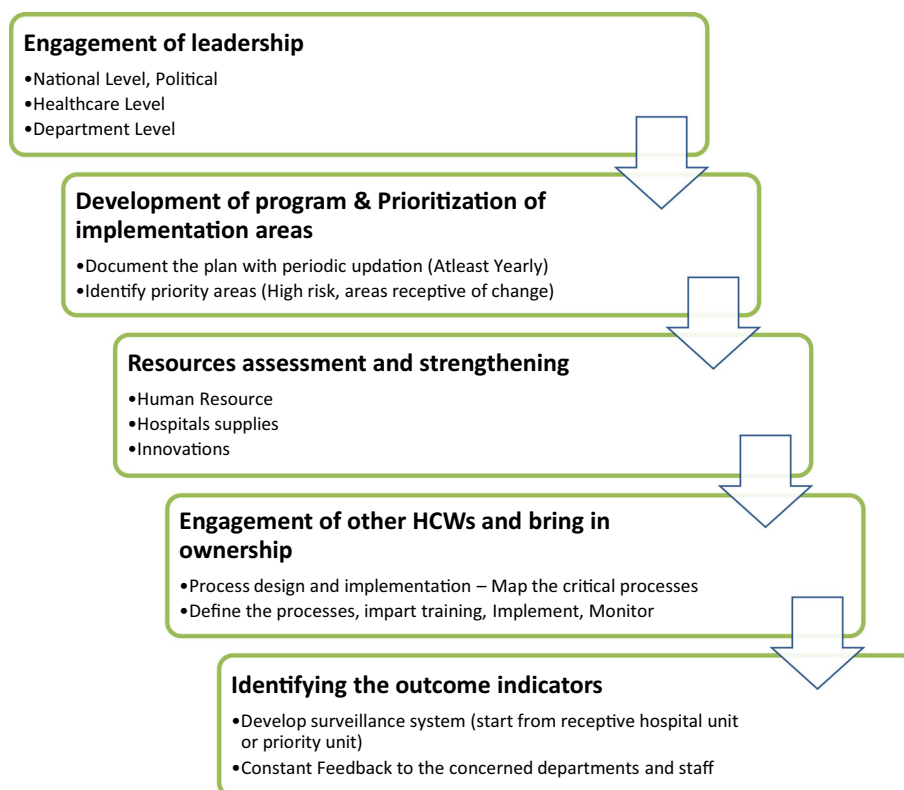 Engagement of leadership
•National Level, Political
•Healthcare Level
•Department Level
Development of program & Prioritization of
implementation areas
•Document the plan with periodic updation (Atleast Yearly)
•Identify priority areas (High risk, areas receptive of change)
Resources assessment and strengthening
•Human Resource
•Hospitals supplies
•Innovations
Engagement of other HCWs and bring in
ownership
•Process design and implementation – Map the critical processes
•Define the processes, impart training, Implement, Monitor
Identifying the outcome indicators
•Develop surveillance system (start from receptive hospital unit
or priority unit)
•Constant Feedback to the concerned departments and staff